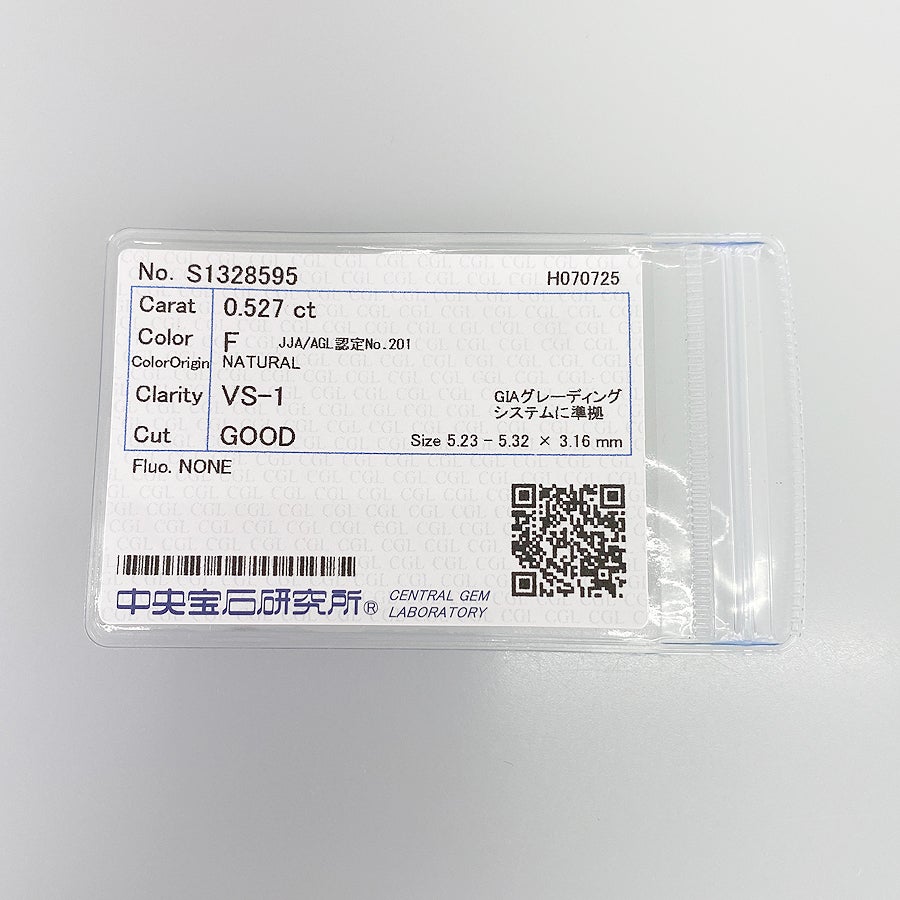 No. S1328595 H070725
Carat 0.527 ct
Color F JJA/AGL認定No.201
ColorOrigin NATURAL
Clarity VS-1 GIAグレーディング
システムに準拠
Cut GOOD Size 5.23 - 5.32 × 3.16 mm
Fluo. NONE
中央宝石研究所® CENTRAL GEM
LABORATORY